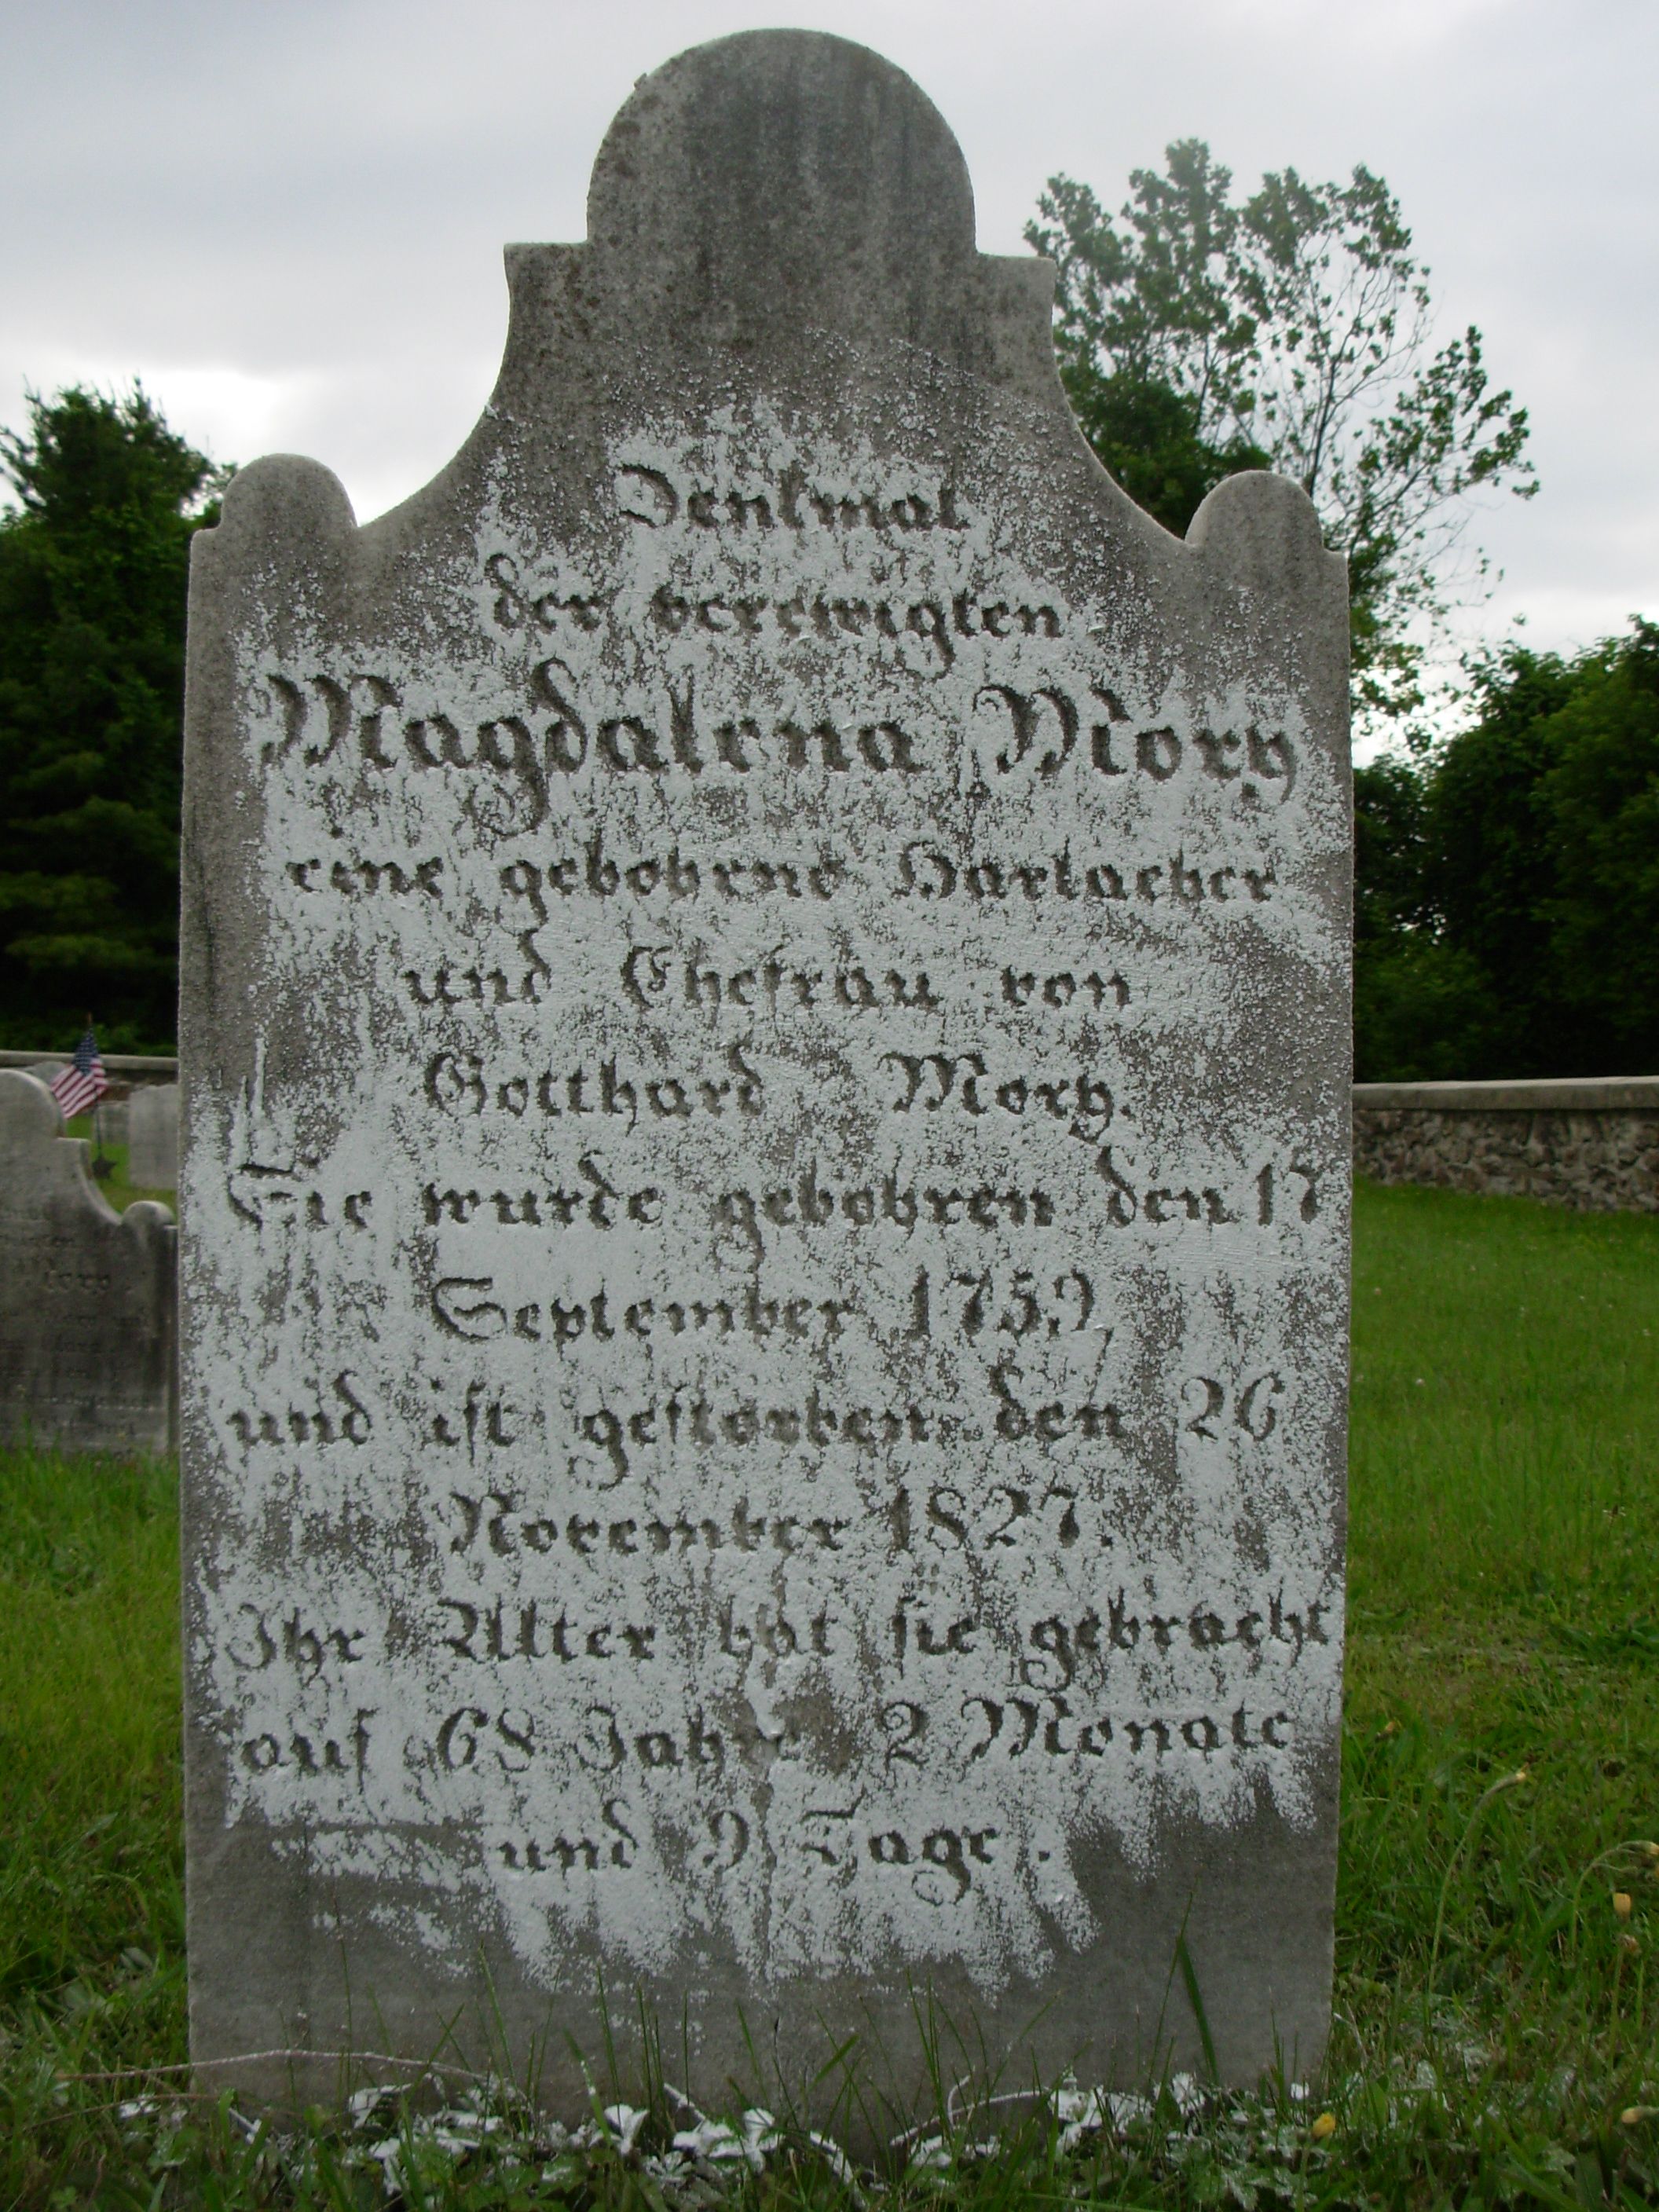 Denkmal
der verewigten
Magdalena Mory
eine gebohrne Harlacher
und Ehefrau von
Gotthard Mory.
Sie wurde gebohren den 17
September 1759,
und ist gestorben den 26
November 1827.
Ihr Alter hat sie gebracht
auf 68 Jahre 2 Monate
und 9 Tage.